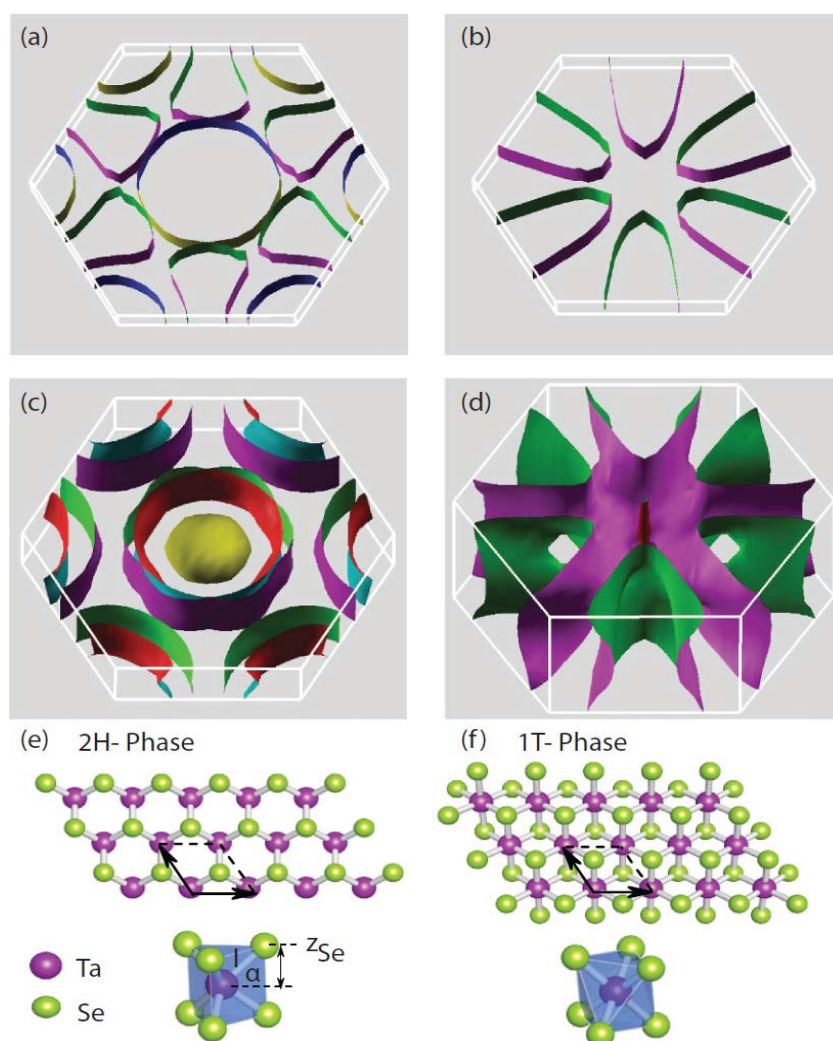 (a)
(b)
(c)
(d)
(e) 2H- Phase
(f) 1T- Phase
Ta
Se
l
α
zSe